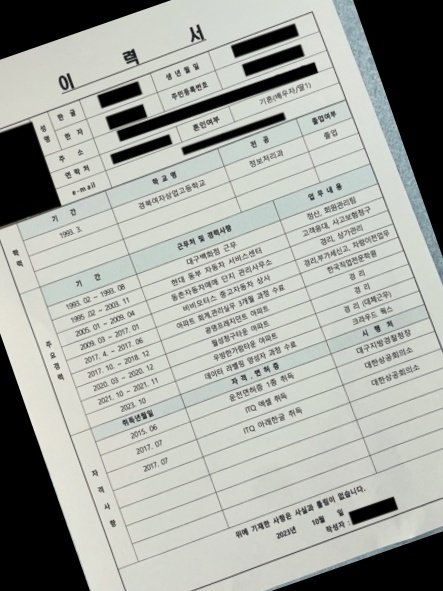 이 력 서
성명 한 글 생 년 월 일
한 자 주민등록번호
주 소
연 락 처 혼인여부 기혼(배우자/딸1)
e-mail
기 간 학 교 명 전 공 졸업여부
학력
1993. 3. 경북여자상업고등학교 정보처리과 졸업
주요경력
기 간 근무처 및 경력사항 업 무 내 용
1993. 02 ~ 1993. 08 대구백화점 근무 정산, 회원관리팀
1995. 02 ~ 2003. 11 현대 동부 자동차 서비스센타 고객응대, 사고보험청구
2005. 01 ~ 2009. 04 동촌자동차매매 단지 관리사무소 경리, 상가관리
2009. 03 ~ 2017. 01 비비모터스 중고자동차 상사 경리,부가세신고, 차량이전업무
2017. 4. ~ 2017. 06 아파트 회계관리실무 3개월 과정 수료 한국직업전문학원
2017. 10 ~ 2018. 12 광명프레지던트 아파트 경 리
2020. 03 ~ 2020. 12 월성청구타운 아파트 경 리
2021. 10 ~ 2021. 11 우방한가람타운 아파트 경 리 (대체근무)
2023. 10 데이터 라벨링 양성자 과정 수료 크라우드 웍스
취득년월일 자 격 , 면 허 증 시 행 처
자격사항
2015. 06 운전면허증 1종 취득 대구지방경찰청장
2017. 07 ITQ 엑셀 취득 대한상공회의소
2017. 07 ITQ 아래한글 취득 대한상공회의소
위에 기재한 사항은 사실과 틀림이 없습니다.
2023년 10월 일
작성자 :